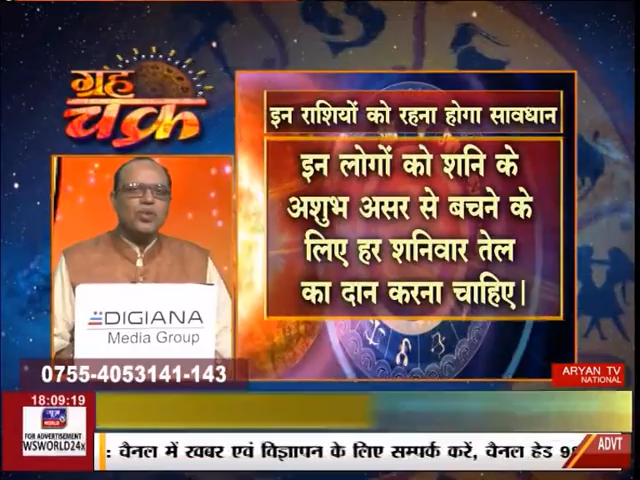 ग्रह
चक्र
इन राशियों को रहना होगा सावधान
इन लोगों को शनि के
अशुभ असर से बचने के
लिए हर शनिवार तेल
का दान करना चाहिए|
DIGIANA
Media Group
0755-4053141-143
ARYAN TV
NATIONAL
18:09:19
WORLD
FOR ADVERTISEMENT
WSWORLD24x
: चैनल में खबर एवं विज्ञापन के लिए सम्पर्क करें, चैनल हेड
ADVT